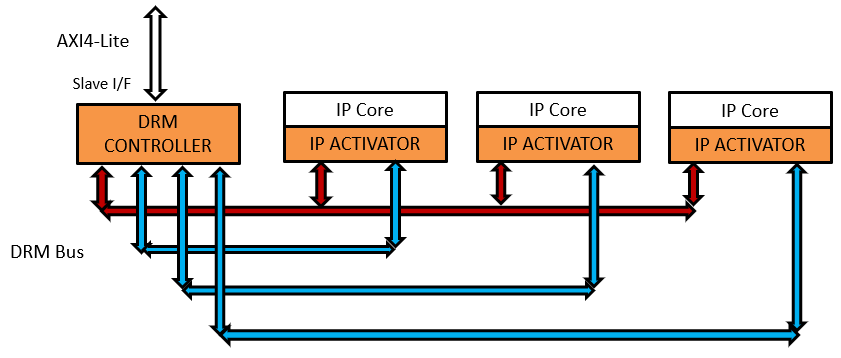 AXI4-Lite
Slave I/F
DRM
CONTROLLER
IP Core
IP ACTIVATOR
IP Core
IP ACTIVATOR
IP Core
IP ACTIVATOR
DRM Bus